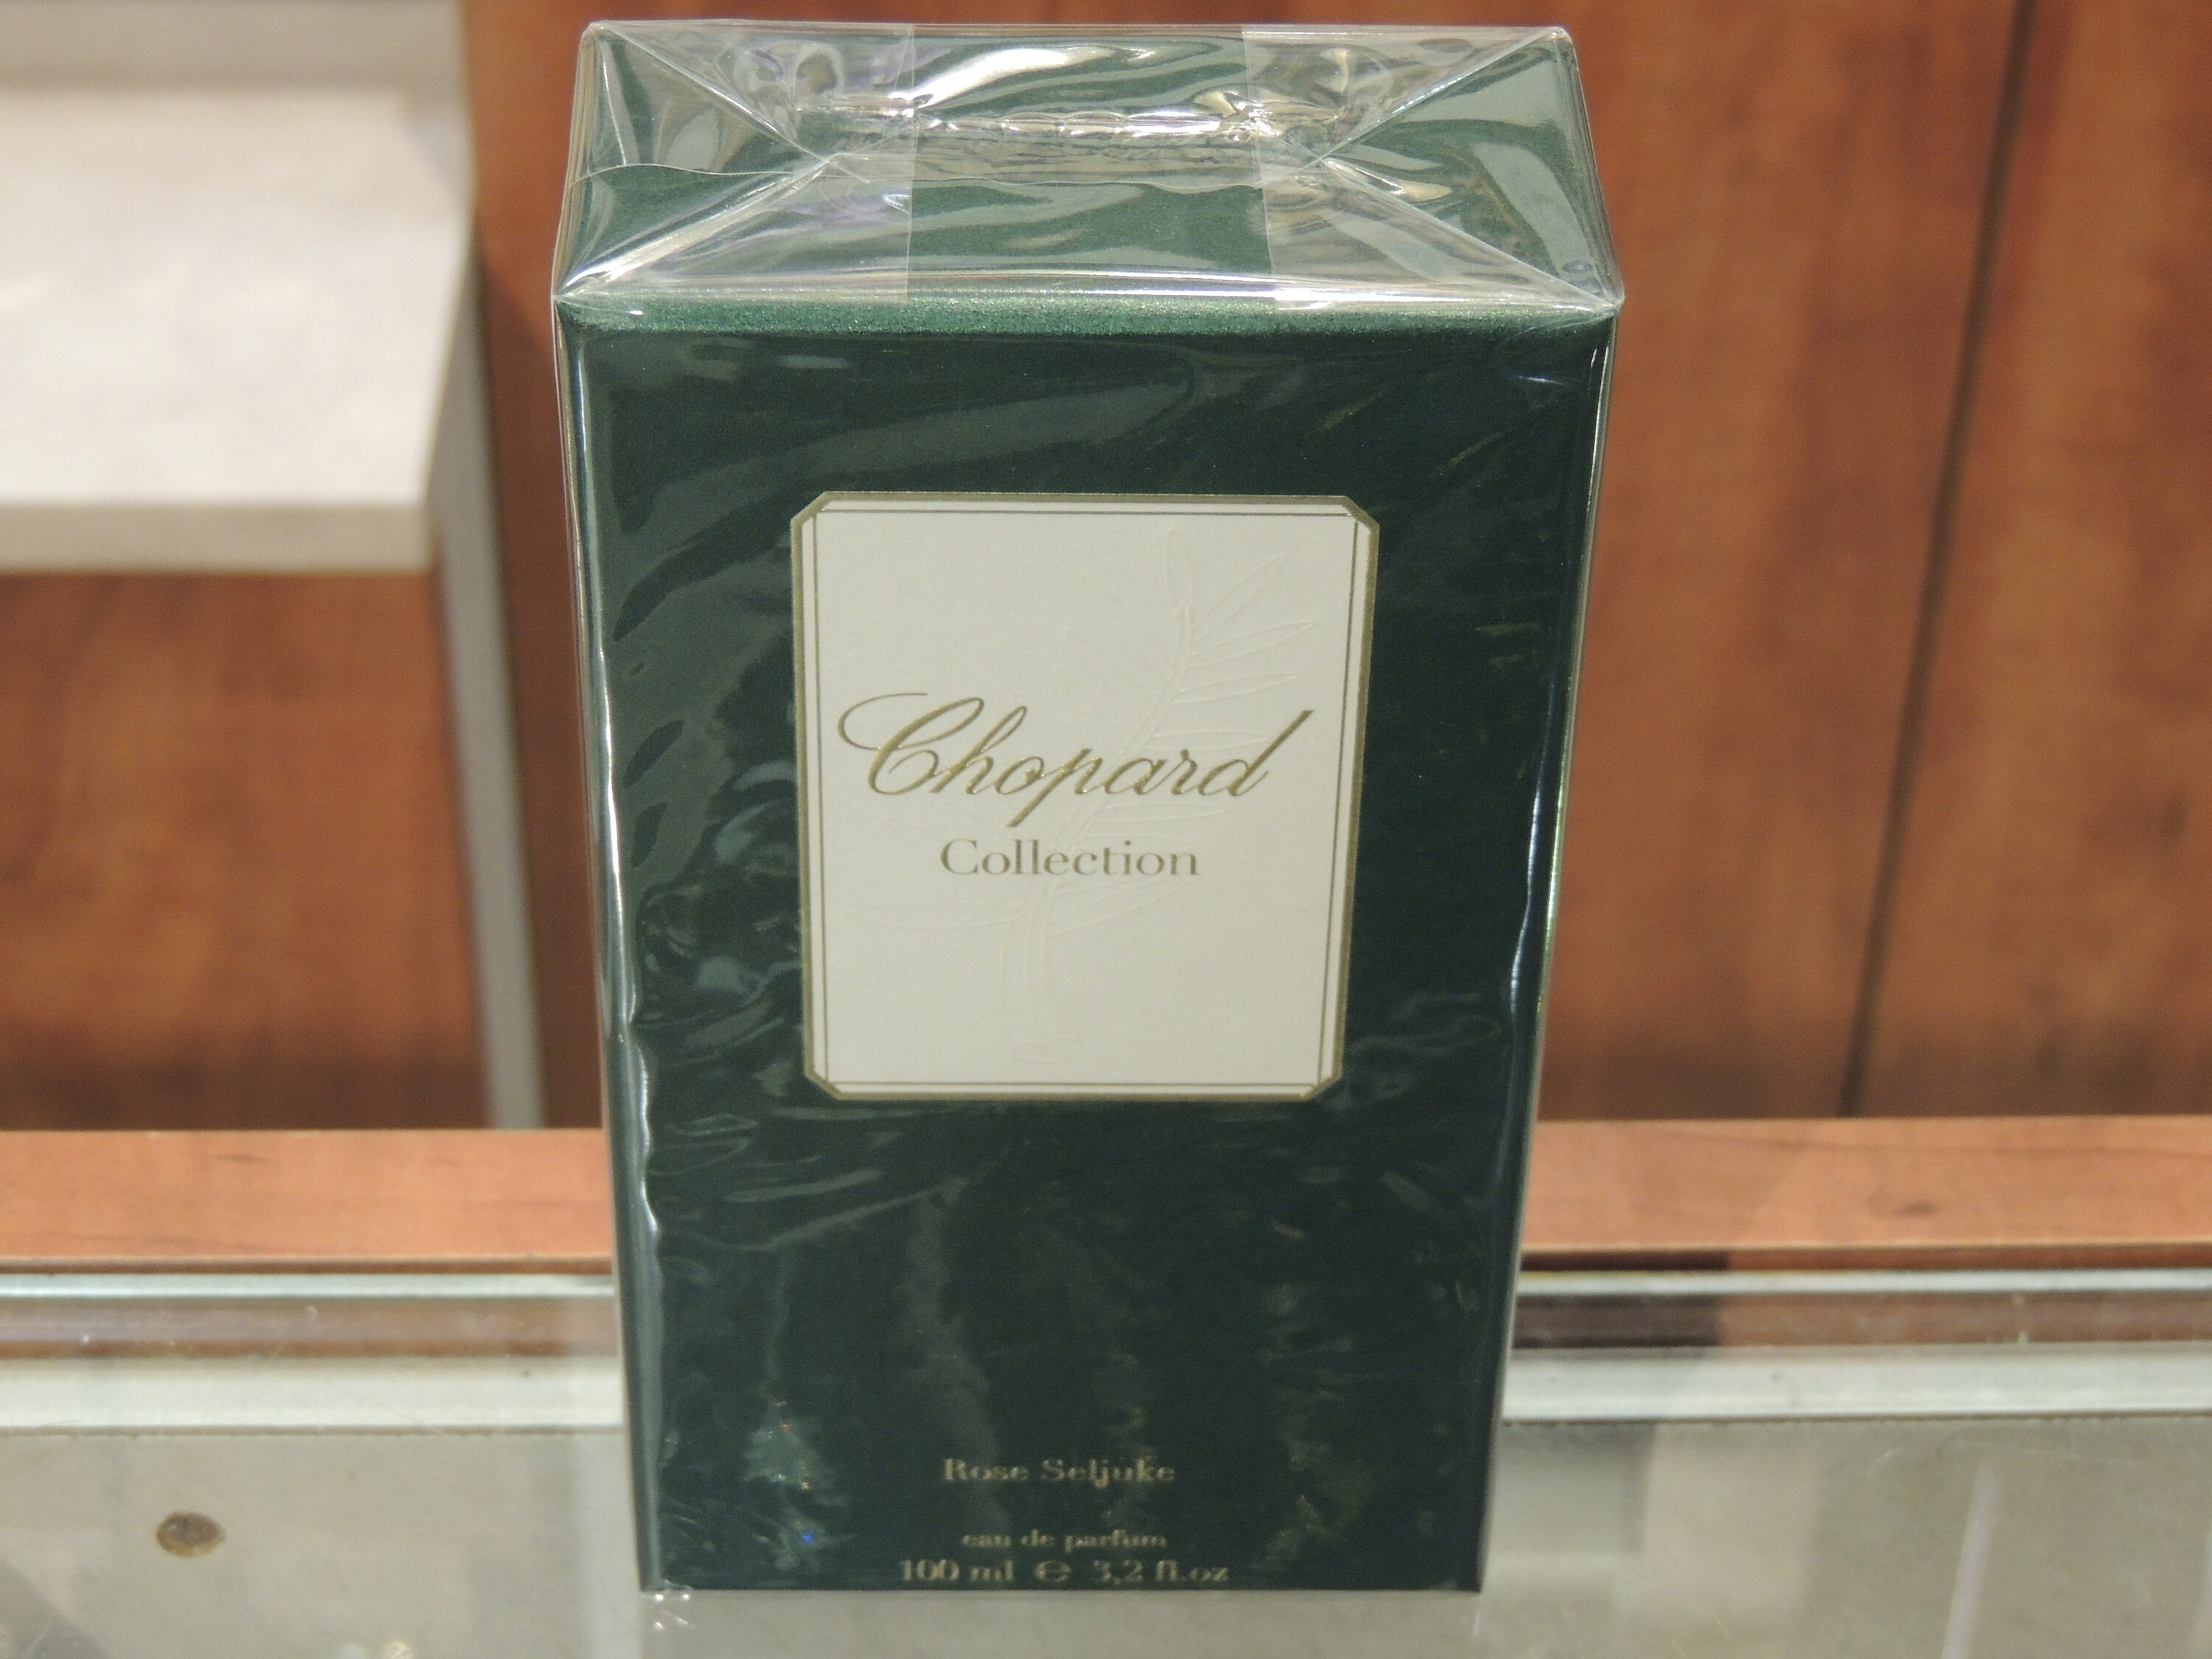 Chopard
Collection
Rose Seljuke
eau de parfum
100 ml ℮ 3,2 fl.oz